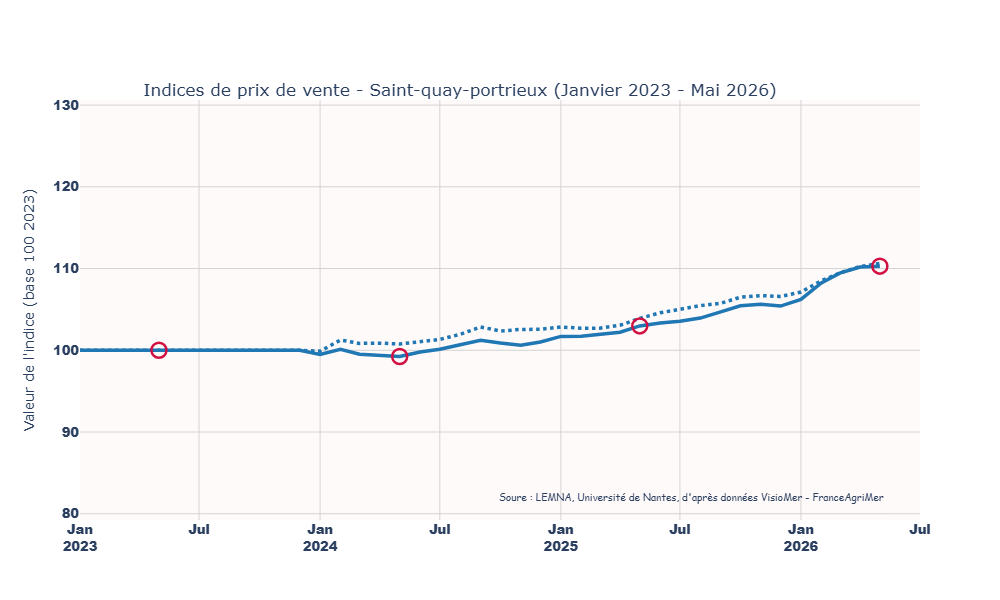 Indices de prix de vente - Saint-quay-portrieux (Janvier 2023 - Mai 2026)
Valeur de l'indice (base 100 2023)
130
120
110
100
90
80
Soure : LEMNA, Université de Nantes, d'après données VisioMer - FranceAgriMer
Jan Jul Jan Jul Jan Jul Jan Jul
2023 2024 2025 2026